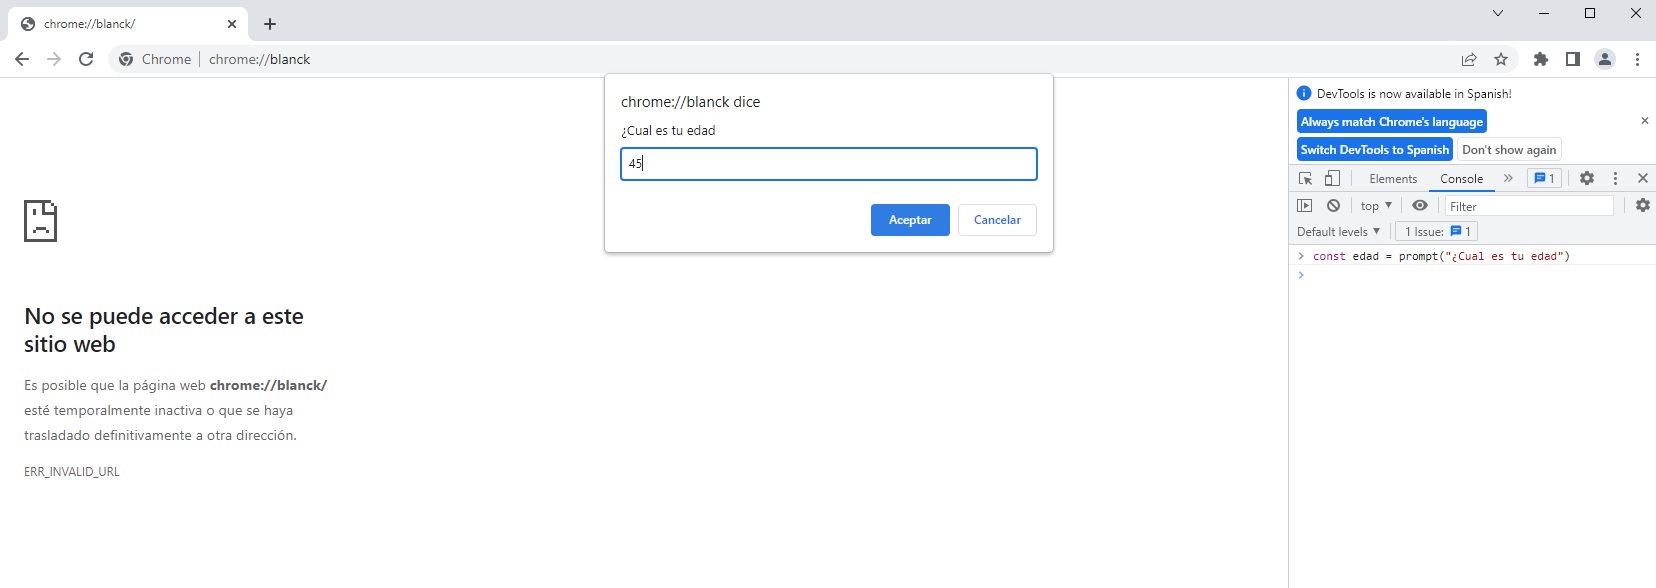 chrome://blanck/
Chrome | chrome://blanck
chrome://blanck dice
¿Cual es tu edad
45
Aceptar
Cancelar
No se puede acceder a este
sitio web
Es posible que la página web chrome://blanck/
esté temporalmente inactiva o que se haya
trasladado definitivamente a otra dirección.
ERR_INVALID_URL
DevTools is now available in Spanish!
Always match Chrome's language
Switch DevTools to Spanish Don't show again
Elements Console » 1
top ▼ Filter
Default levels ▼ 1 Issue: 1
> const edad = prompt("¿Cual es tu edad")
>